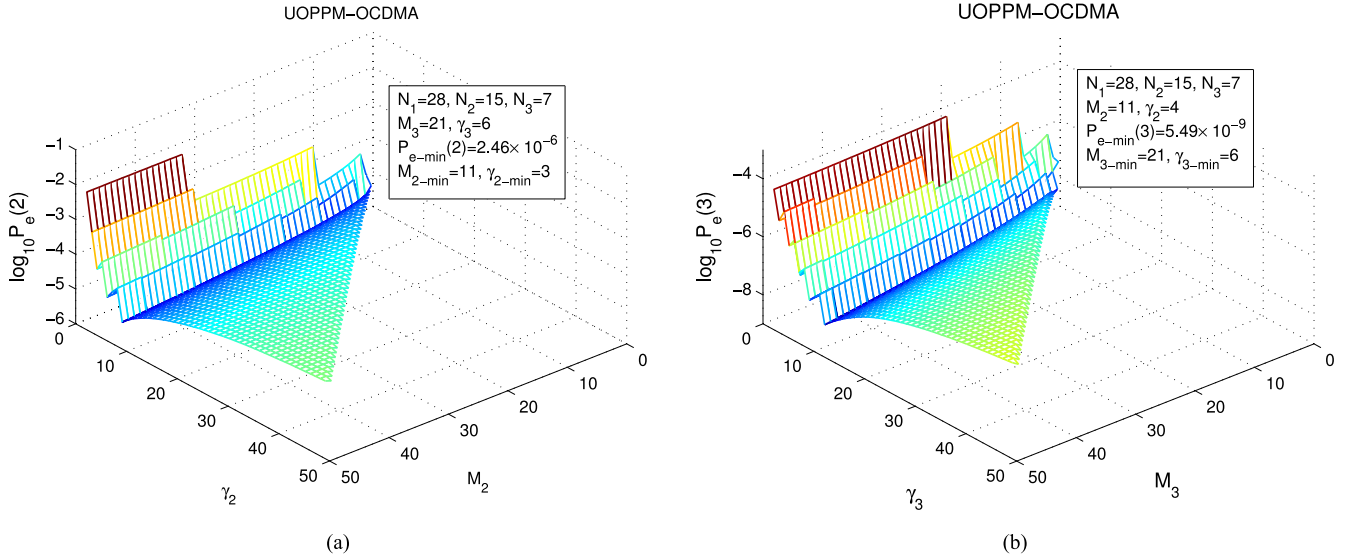 UOPPM−OCDMA
N₁=28, N₂=15, N₃=7
M₃=21, γ₃=6
Pₑ₋ₘᵢₙ(2)=2.46× 10⁻⁶
M₂₋ₘᵢₙ=11, γ₂₋ₘᵢₙ=3
log₁₀Pₑ(2)
−1
−2
−3
−4
−5
−6
0
10
20
30
40
50
γ₂
50
40
30
20
10
0
M₂
(a)
UOPPM−OCDMA
N₁=28, N₂=15, N₃=7
M₂=11, γ₂=4
Pₑ₋ₘᵢₙ(3)=5.49× 10⁻⁹
M₃₋ₘᵢₙ=21, γ₃₋ₘᵢₙ=6
log₁₀Pₑ(3)
−4
−6
−8
0
10
20
30
40
50
γ₃
50
40
30
20
10
0
M₃
(b)